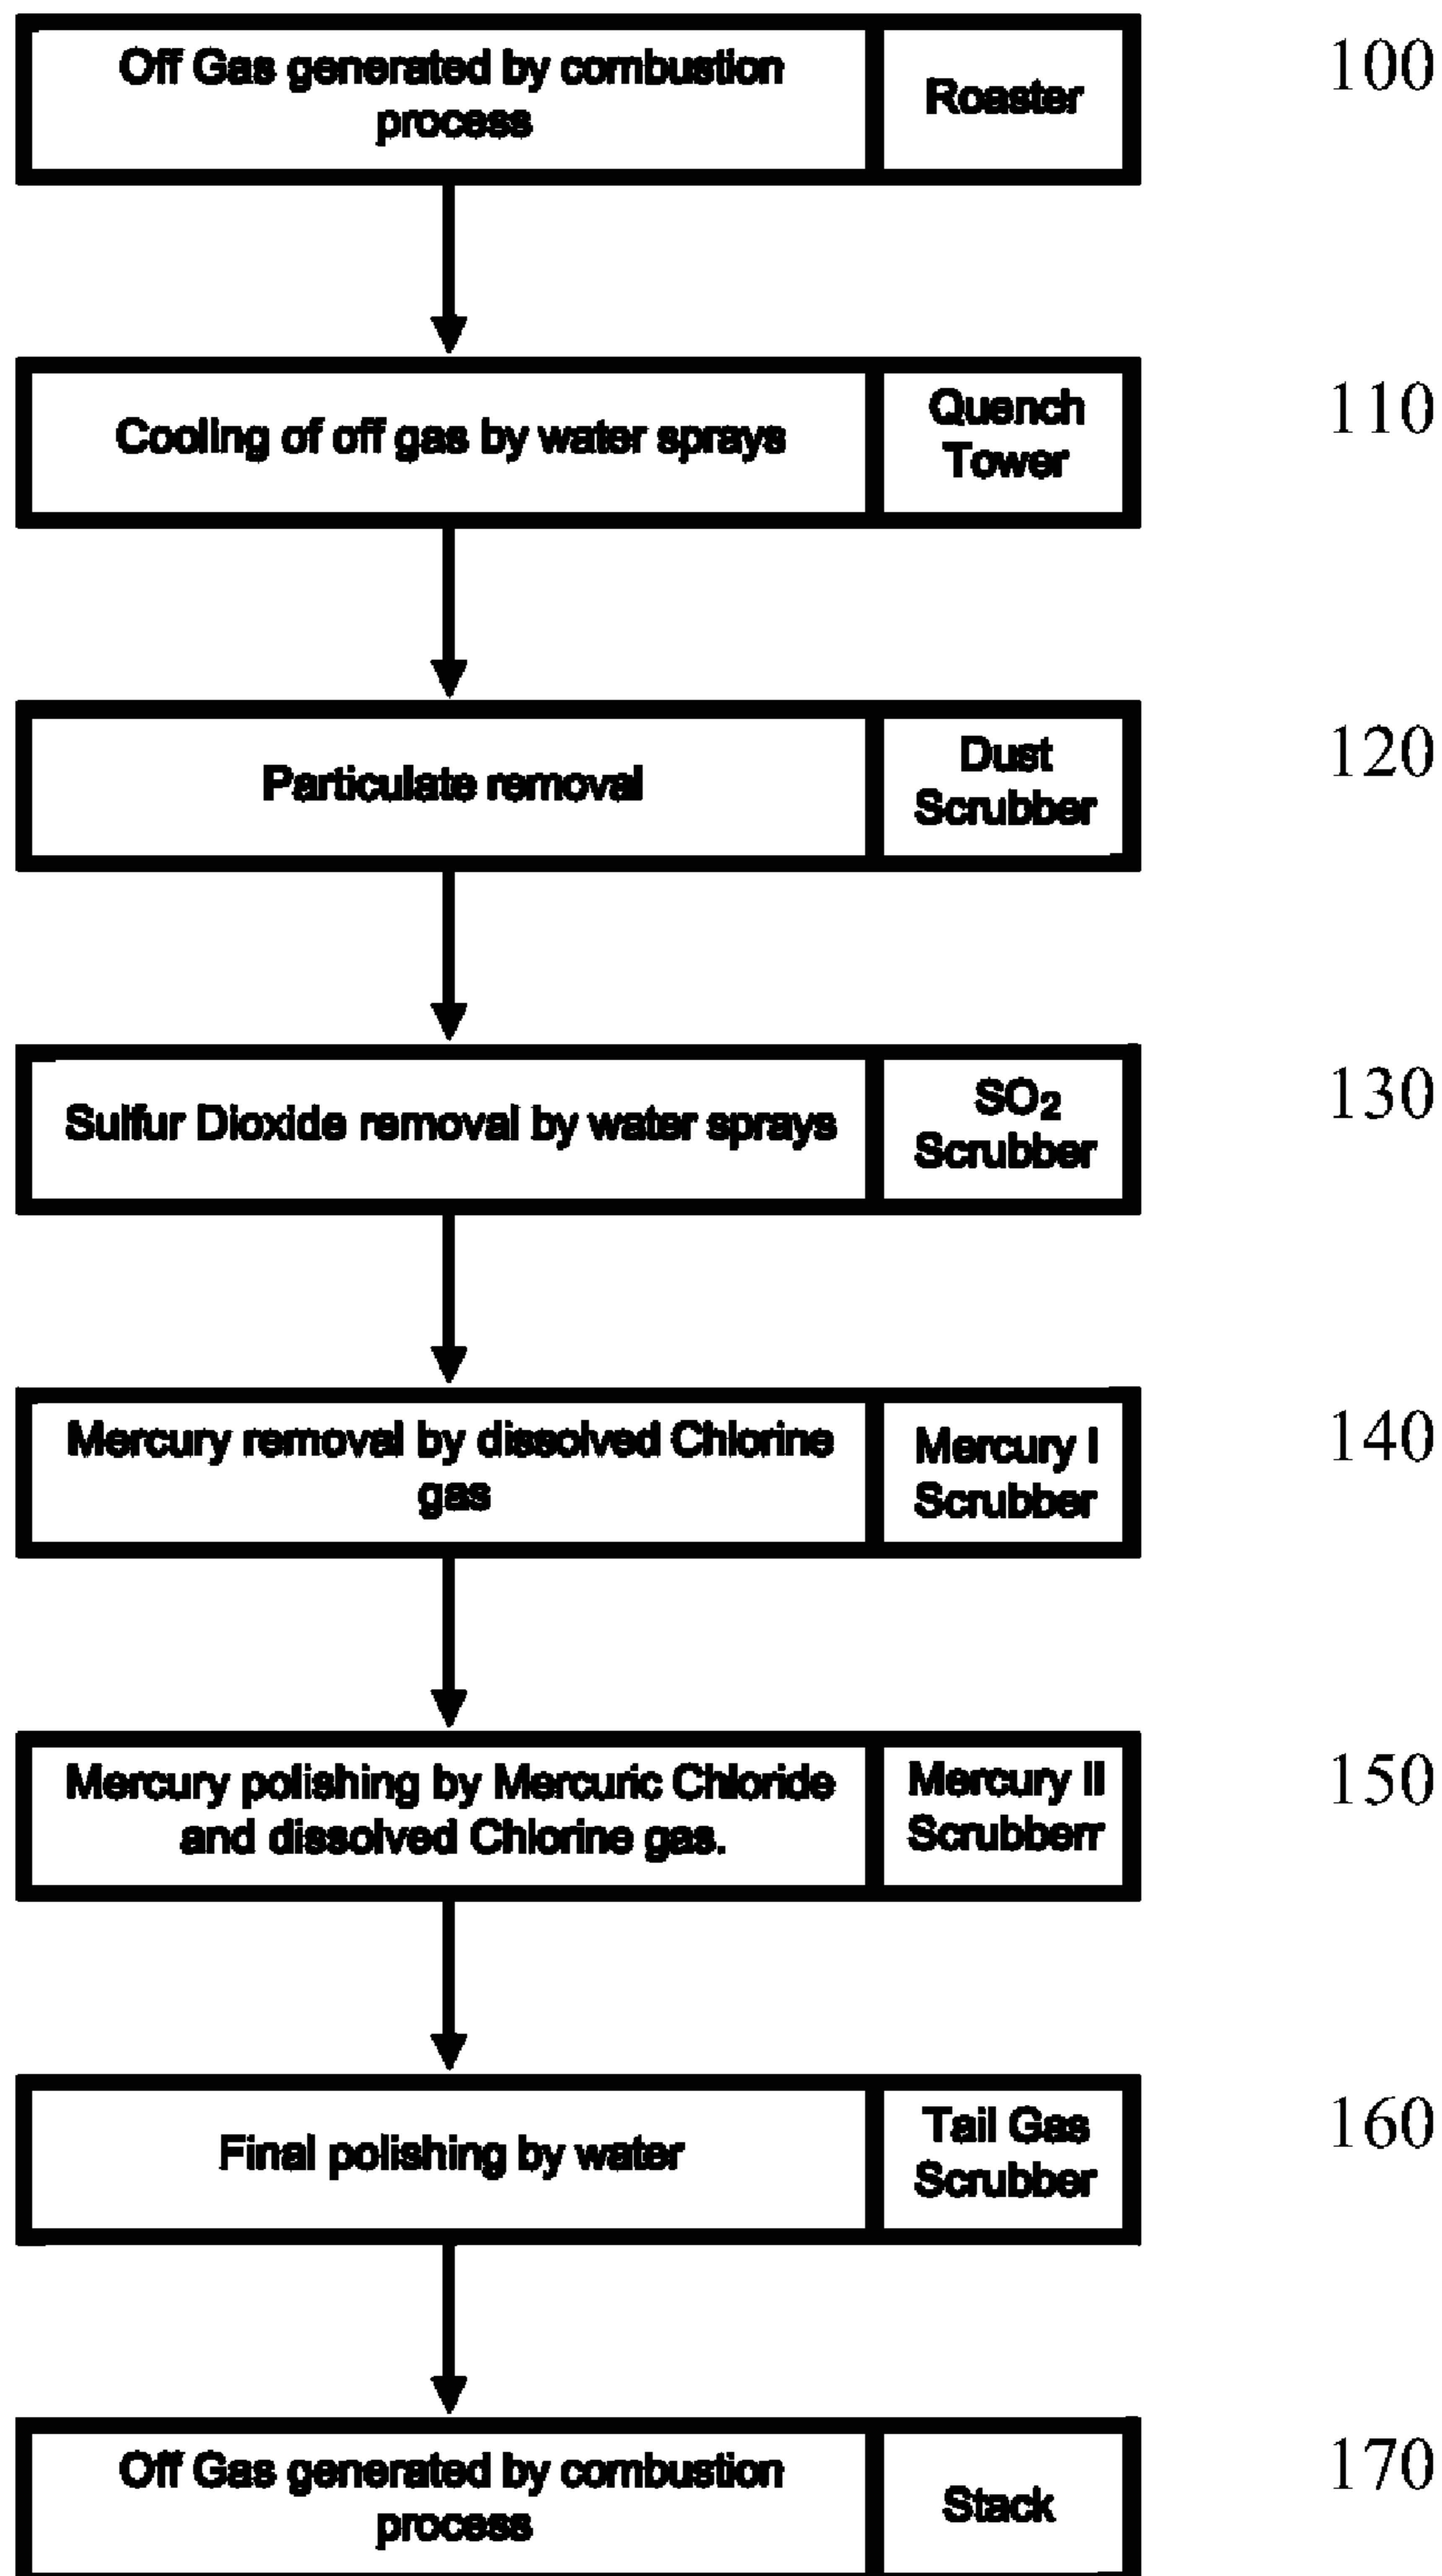 Off Gas generated by combustion
process
Roaster
100
Cooling of off gas by water sprays
Quench
Tower
110
Particulate removal
Dust
Scrubber
120
Sulfur Dioxide removal by water sprays
SO₂
Scrubber
130
Mercury removal by dissolved Chlorine
gas
Mercury I
Scrubber
140
Mercury polishing by Mercuric Chloride
and dissolved Chlorine gas.
Mercury II
Scrubberr
150
Final polishing by water
Tail Gas
Scrubber
160
Off Gas generated by combustion
process
Stack
170